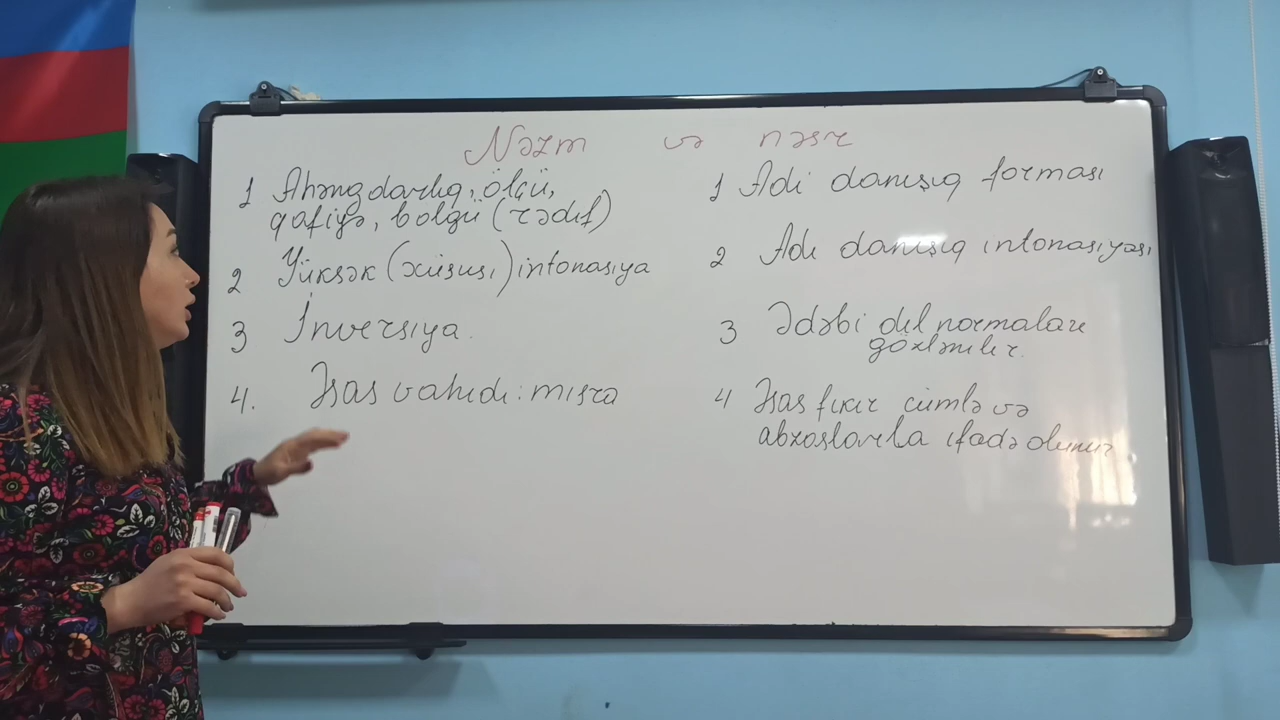 Nəzm və nəsr
1 Ahəngdarlıq, ölçü,
qafiyə, bölgü (rədif)
2 Yüksək (xüsusi) intonasiya
3 İnversiya.
4. Əsas vahidi: misra
1 Adi danışıq forması
2 Adi danışıq intonasiyası
3 Ədəbi dil normaları
gözlənilir.
4 Əsas fikir cümlə və
abzaslarla ifadə olunur